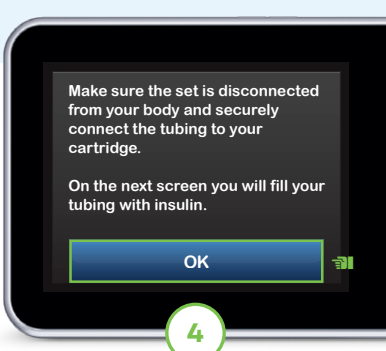 Make sure the set is disconnected
from your body and securely
connect the tubing to your
cartridge.
On the next screen you will fill your
tubing with insulin.
OK
4